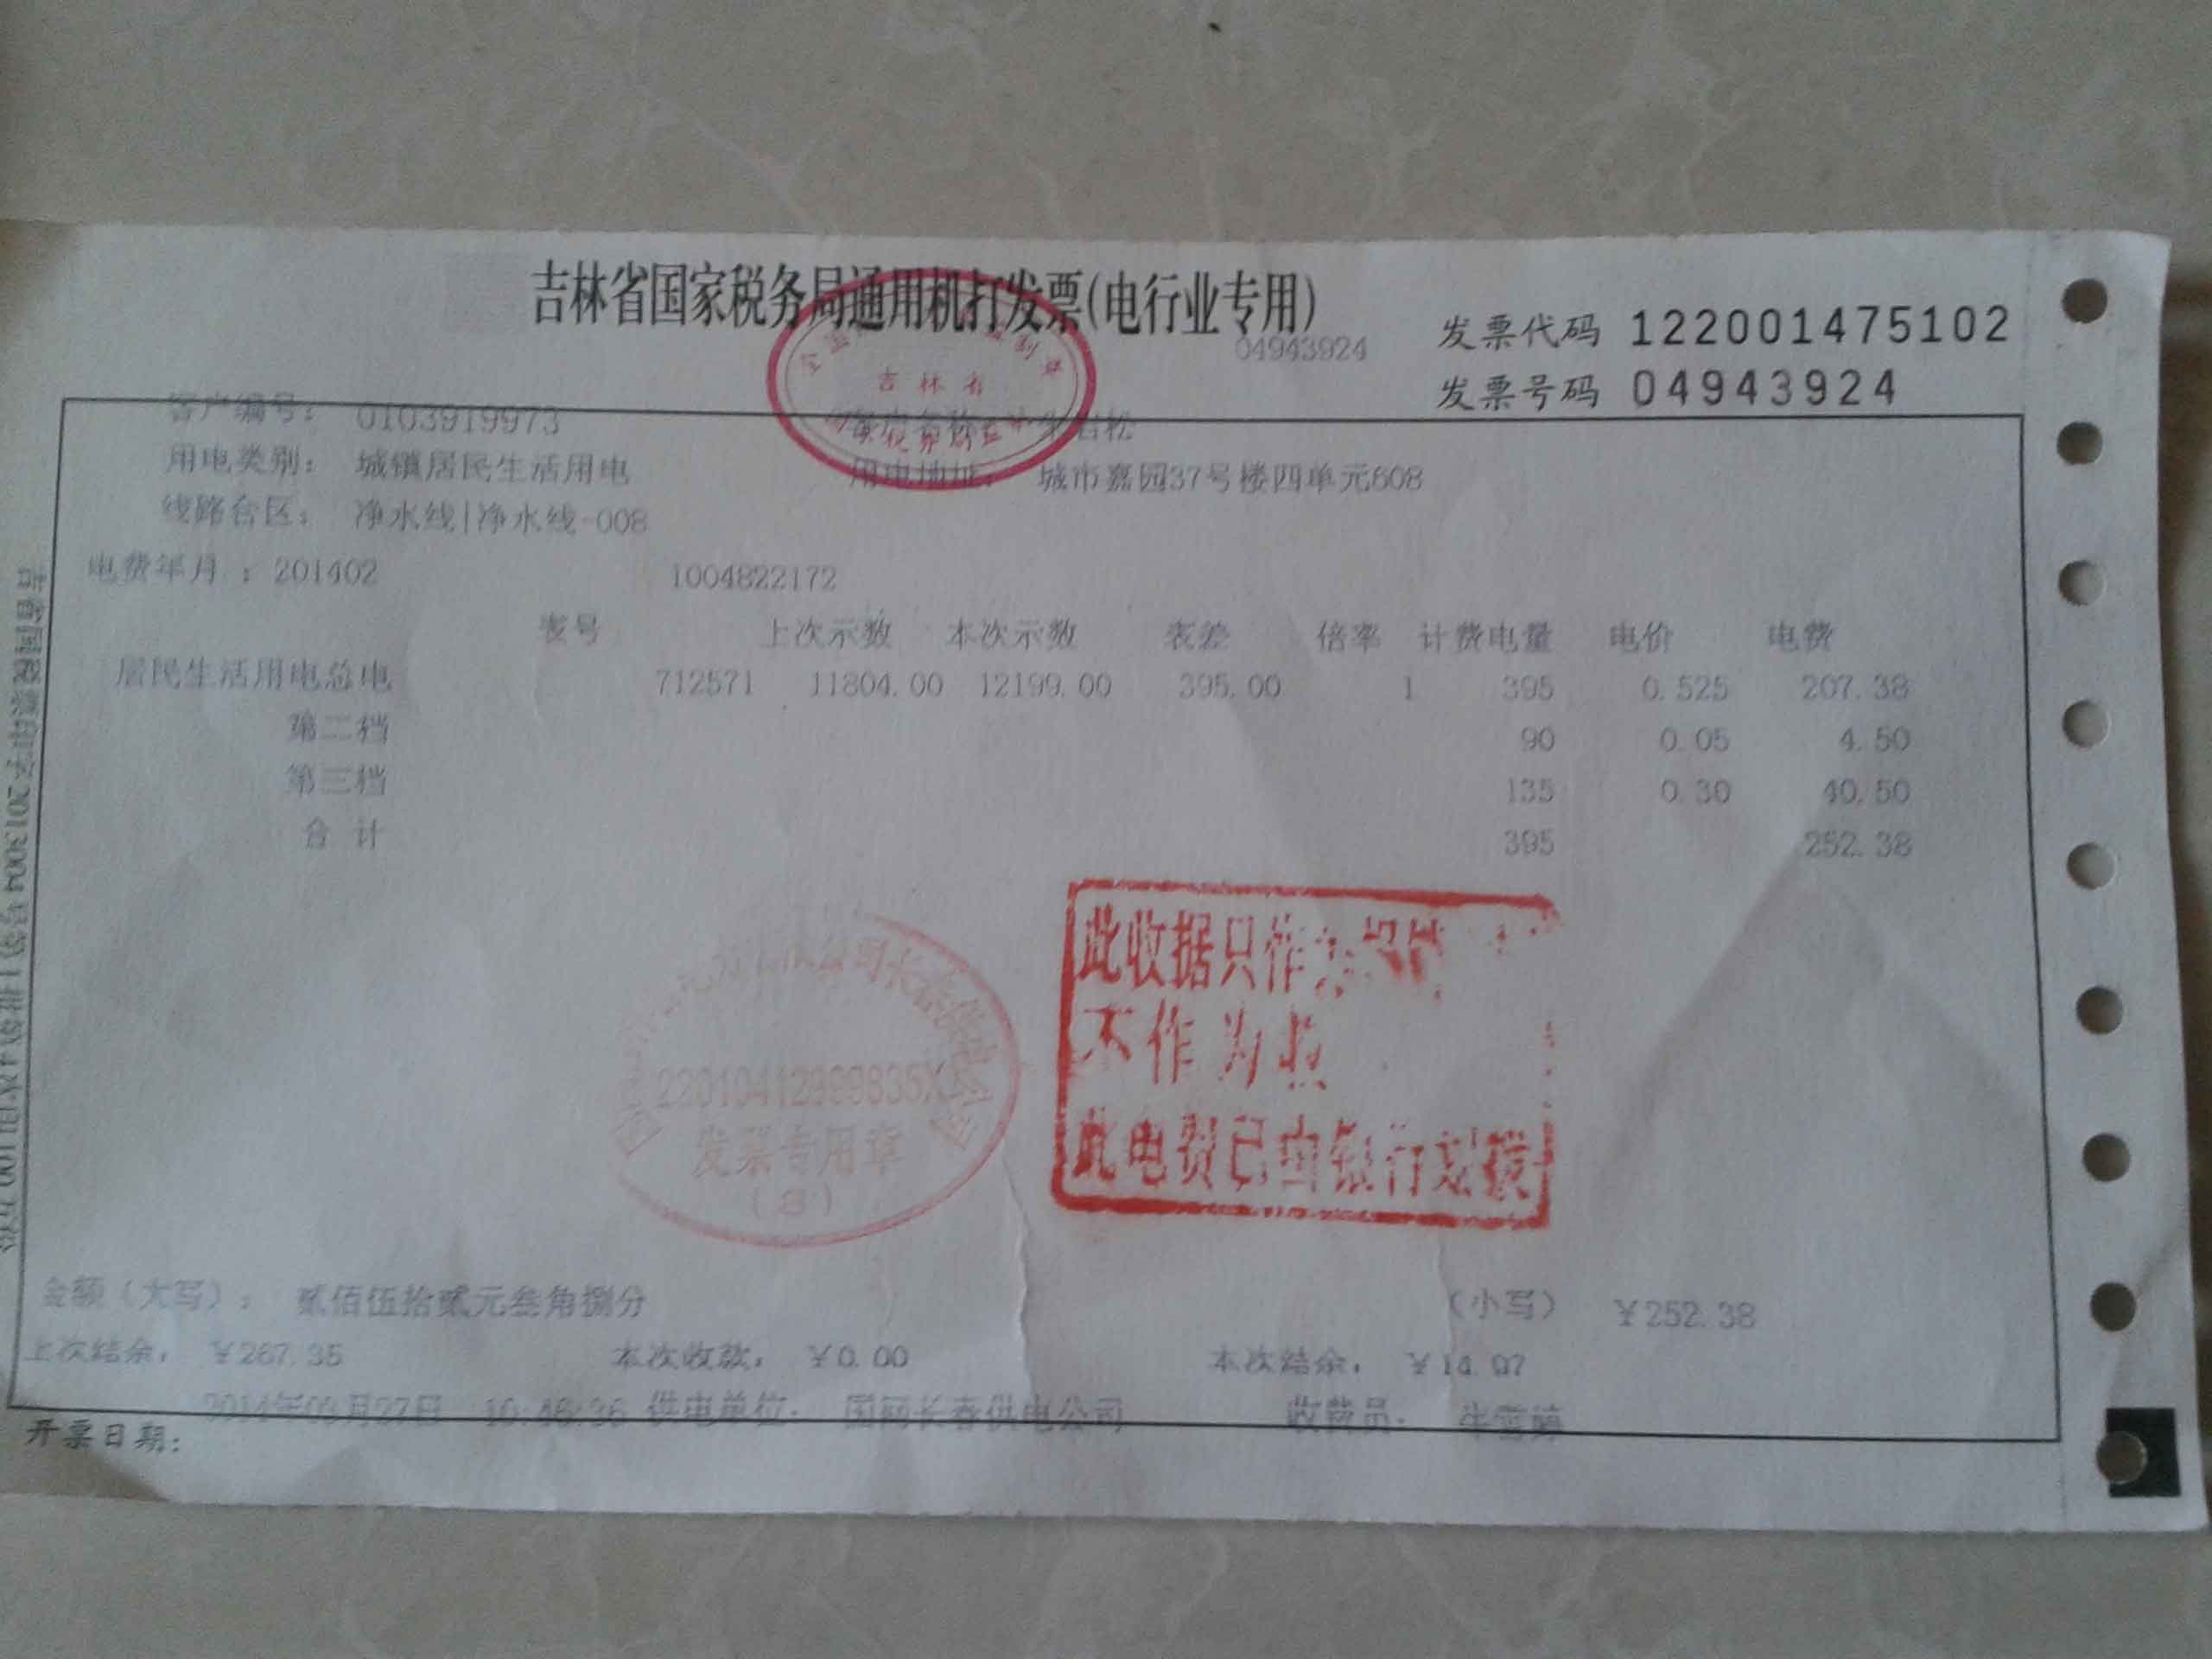 吉林省国家税务局通用机打发票(电行业专用)
发票代码 122001475102
04943924
发票号码 04943924
吉林省
客户编号: 0103919973
用电类别: 城镇居民生活用电
用电地址: 城市嘉园37号楼四单元608
线路台区: 净水线|净水线-008
电费年月 : 201402 1004822172
表号 上次示数 本次示数 表差 倍率 计费电量 电价 电费
居民生活用电总电 712571 11804.00 12199.00 395.00 1 395 0.525 207.38
第二档 90 0.05 4.50
第三档 135 0.30 40.50
合 计 395 252.38
此收据只作
不作为
此电费已由银行划拨
发票专用章
(3)
金额(大写): 贰佰伍拾贰元叁角捌分 (小写) ¥252.38
上次结余: ¥267.35 本次收款: ¥0.00 本次结余: ¥14.97
供电单位: 国网长春供电公司 收费员:
开票日期: